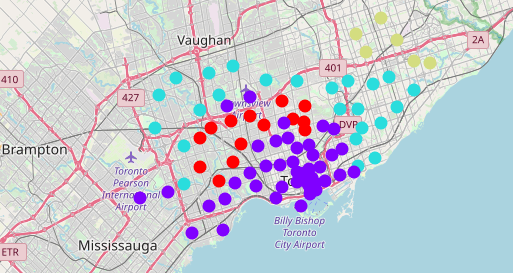 Vaughan
2A
401
410
427
DVP
Brampton
Toronto
Pearson
International
Airport
Mississauga
Billy Bishop
Toronto
City Airport
ETR